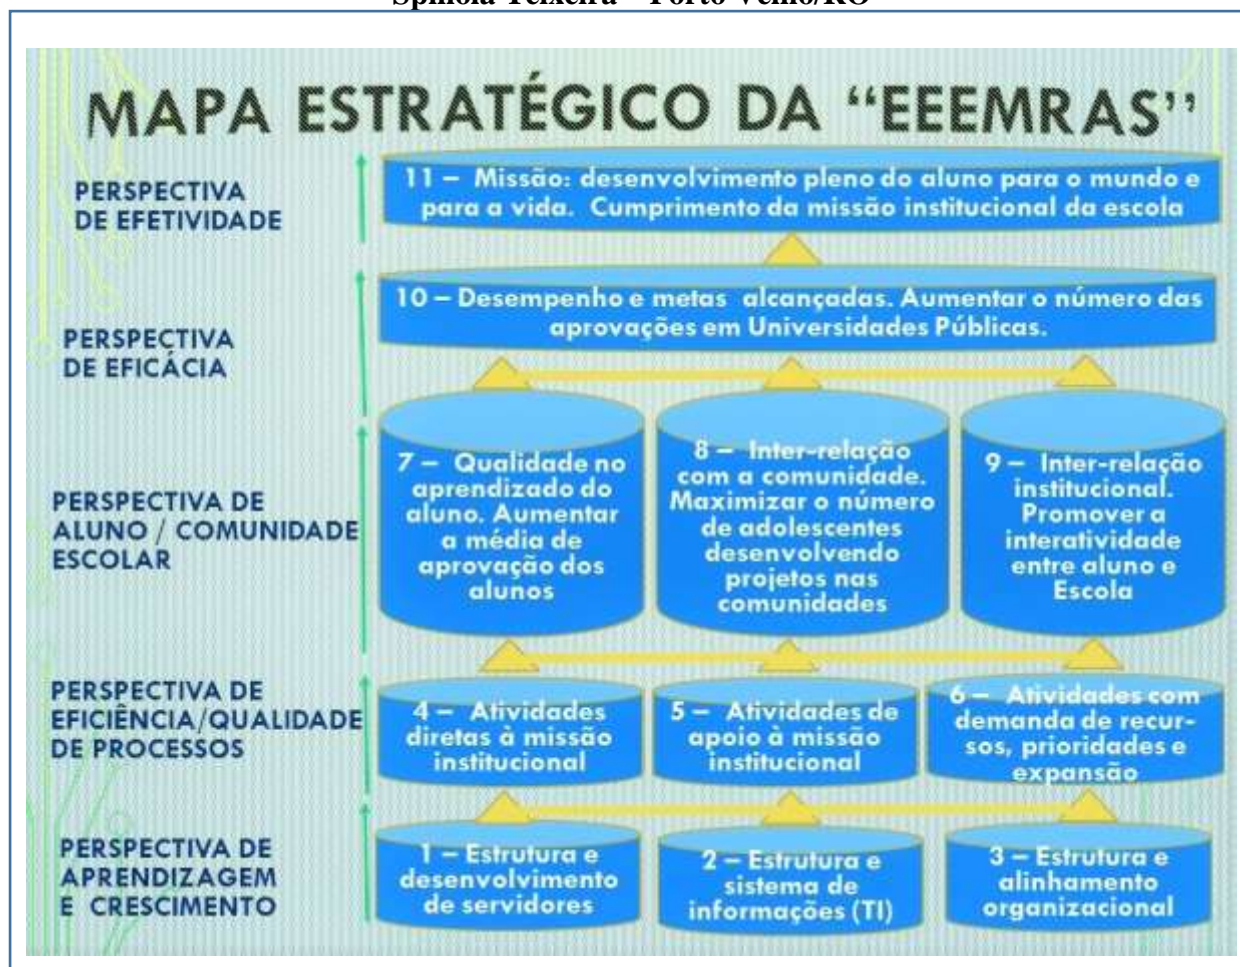 Spínola Teixeira – Porto Velho/RO
MAPA ESTRATÉGICO DA “EEEMRAS”
PERSPECTIVA
DE EFETIVIDADE
11 – Missão: desenvolvimento pleno do aluno para o mundo e
para a vida. Cumprimento da missão institucional da escola
PERSPECTIVA
DE EFICÁCIA
10 – Desempenho e metas alcançadas. Aumentar o número das
aprovações em Universidades Públicas.
PERSPECTIVA DE
ALUNO / COMUNIDADE
ESCOLAR
7 – Qualidade no
aprendizado do
aluno. Aumentar
a média de
aprovação dos
alunos
8 – Inter-relação
com a comunidade.
Maximizar o número
de adolescentes
desenvolvendo
projetos nas
comunidades
9 – Inter-relação
institucional.
Promover a
interatividade
entre aluno e
Escola
PERSPECTIVA DE
EFICIÊNCIA/QUALIDADE
DE PROCESSOS
4 – Atividades
diretas à missão
institucional
5 – Atividades de
apoio à missão
institucional
6 – Atividades com
demanda de recur-
sos, prioridades e
expansão
PERSPECTIVA DE
APRENDIZAGEM
E CRESCIMENTO
1 – Estrutura e
desenvolvimento
de servidores
2 – Estrutura e
sistema de
informações (TI)
3 – Estrutura e
alinhamento
organizacional